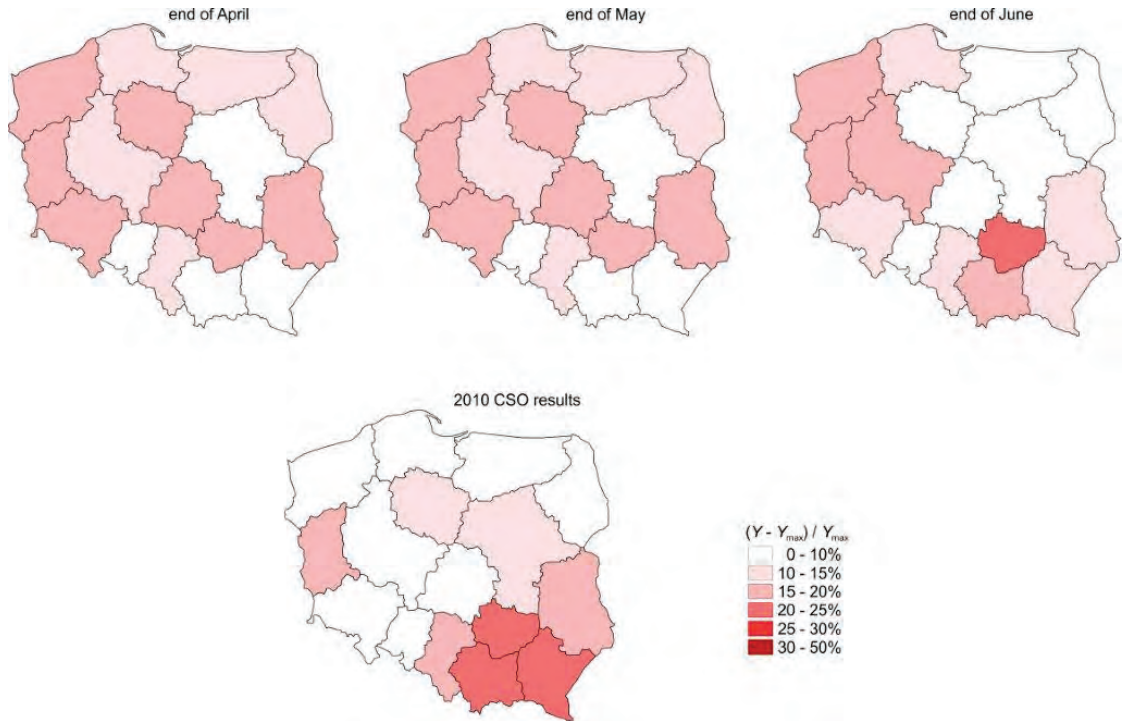 end of April
end of May
end of June
2010 CSO results
(Y - Ymax) / Ymax
0 - 10%
10 - 15%
15 - 20%
20 - 25%
25 - 30%
30 - 50%